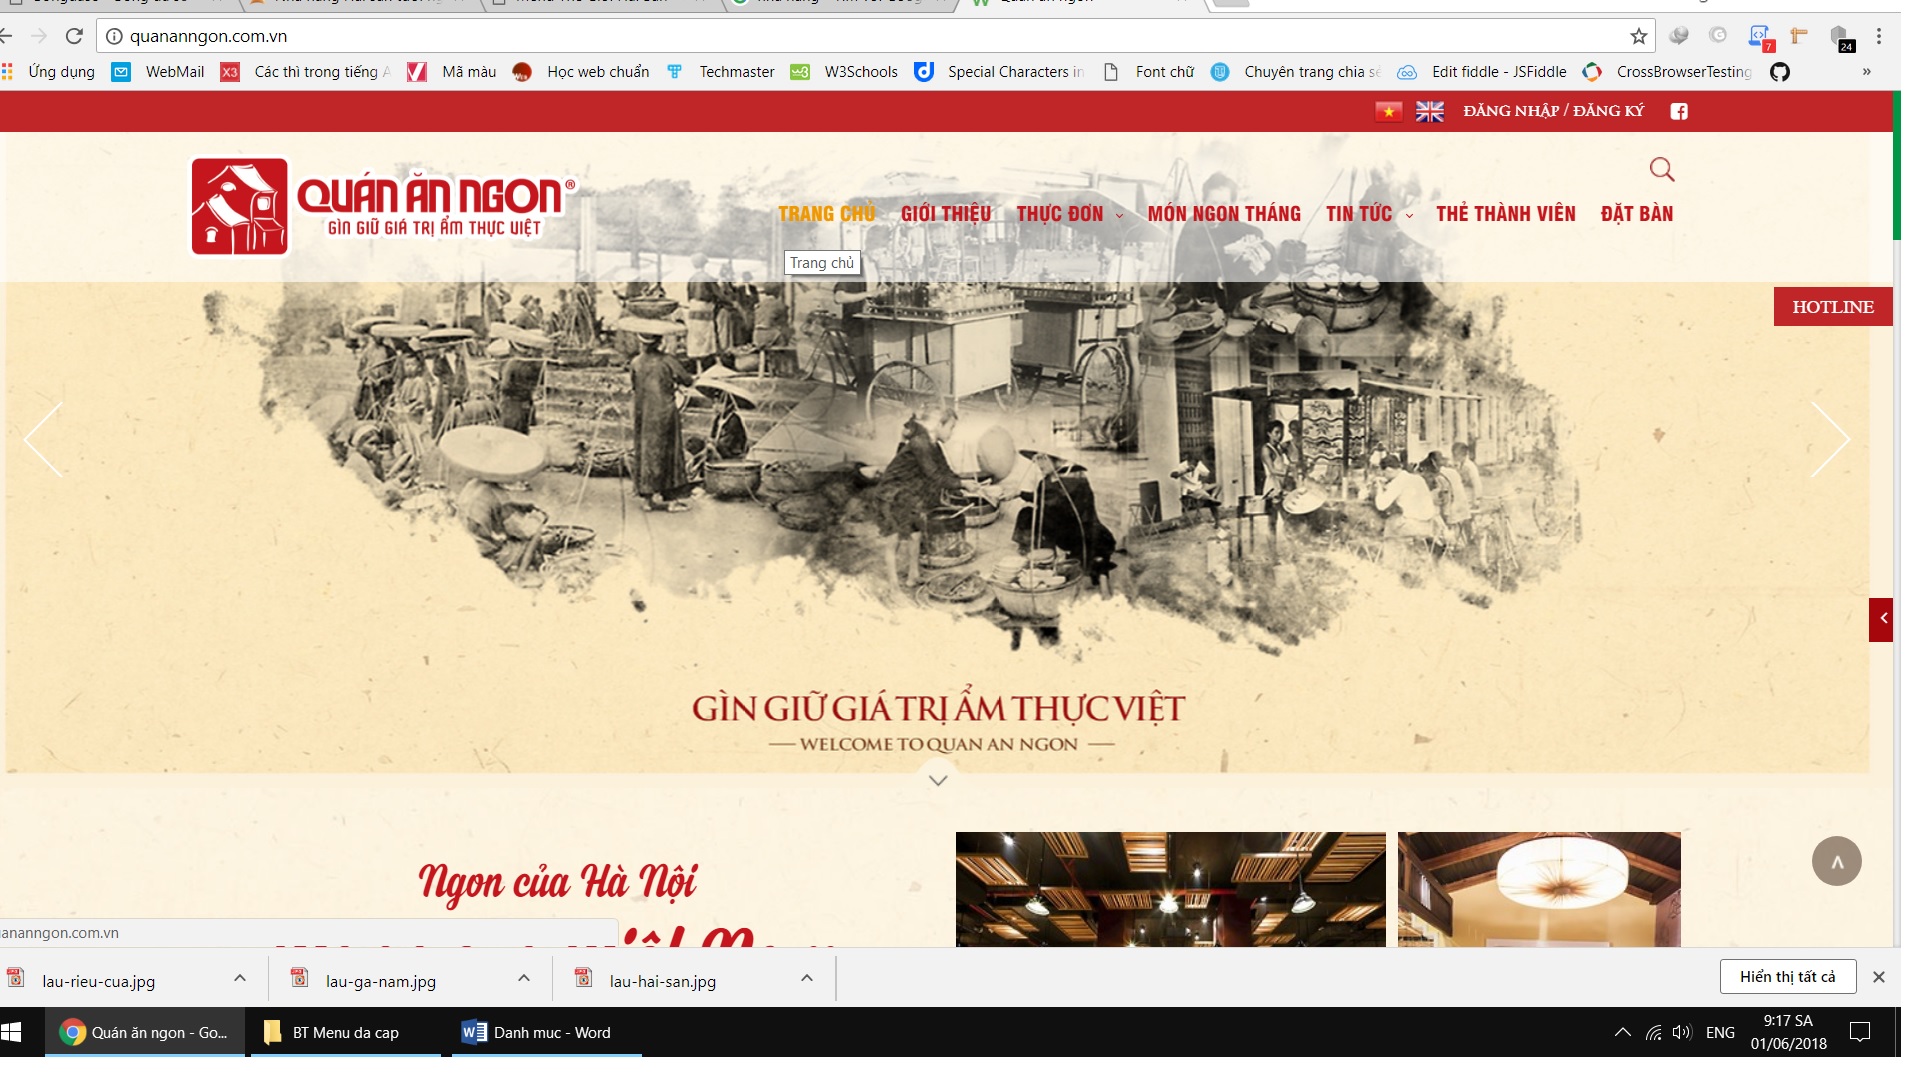 Quán ăn ngon
quananngon.com.vn
Ứng dụng WebMail X3 Các thì trong tiếng Mã màu Học web chuẩn Techmaster W3Schools Special Characters in Font chữ Chuyên trang chia sẻ Edit fiddle - JSFiddle CrossBrowserTesting »
7
24
ĐĂNG NHẬP / ĐĂNG KÝ
QUÁN ĂN NGON®
GÌN GIỮ GIÁ TRỊ ẨM THỰC VIỆT
TRANG CHỦ GIỚI THIỆU THỰC ĐƠN MÓN NGON THÁNG TIN TỨC THẺ THÀNH VIÊN ĐẶT BÀN
Trang chủ
HOTLINE
GÌN GIỮ GIÁ TRỊ ẨM THỰC VIỆT
WELCOME TO QUAN AN NGON
Ngon của Hà Nội
ananngon.com.vn
lau-rieu-cua.jpg lau-ga-nam.jpg lau-hai-san.jpg Hiển thị tất cả
Quán ăn ngon - Go... BT Menu da cap Danh muc - Word ENG 9:17 SA
01/06/2018